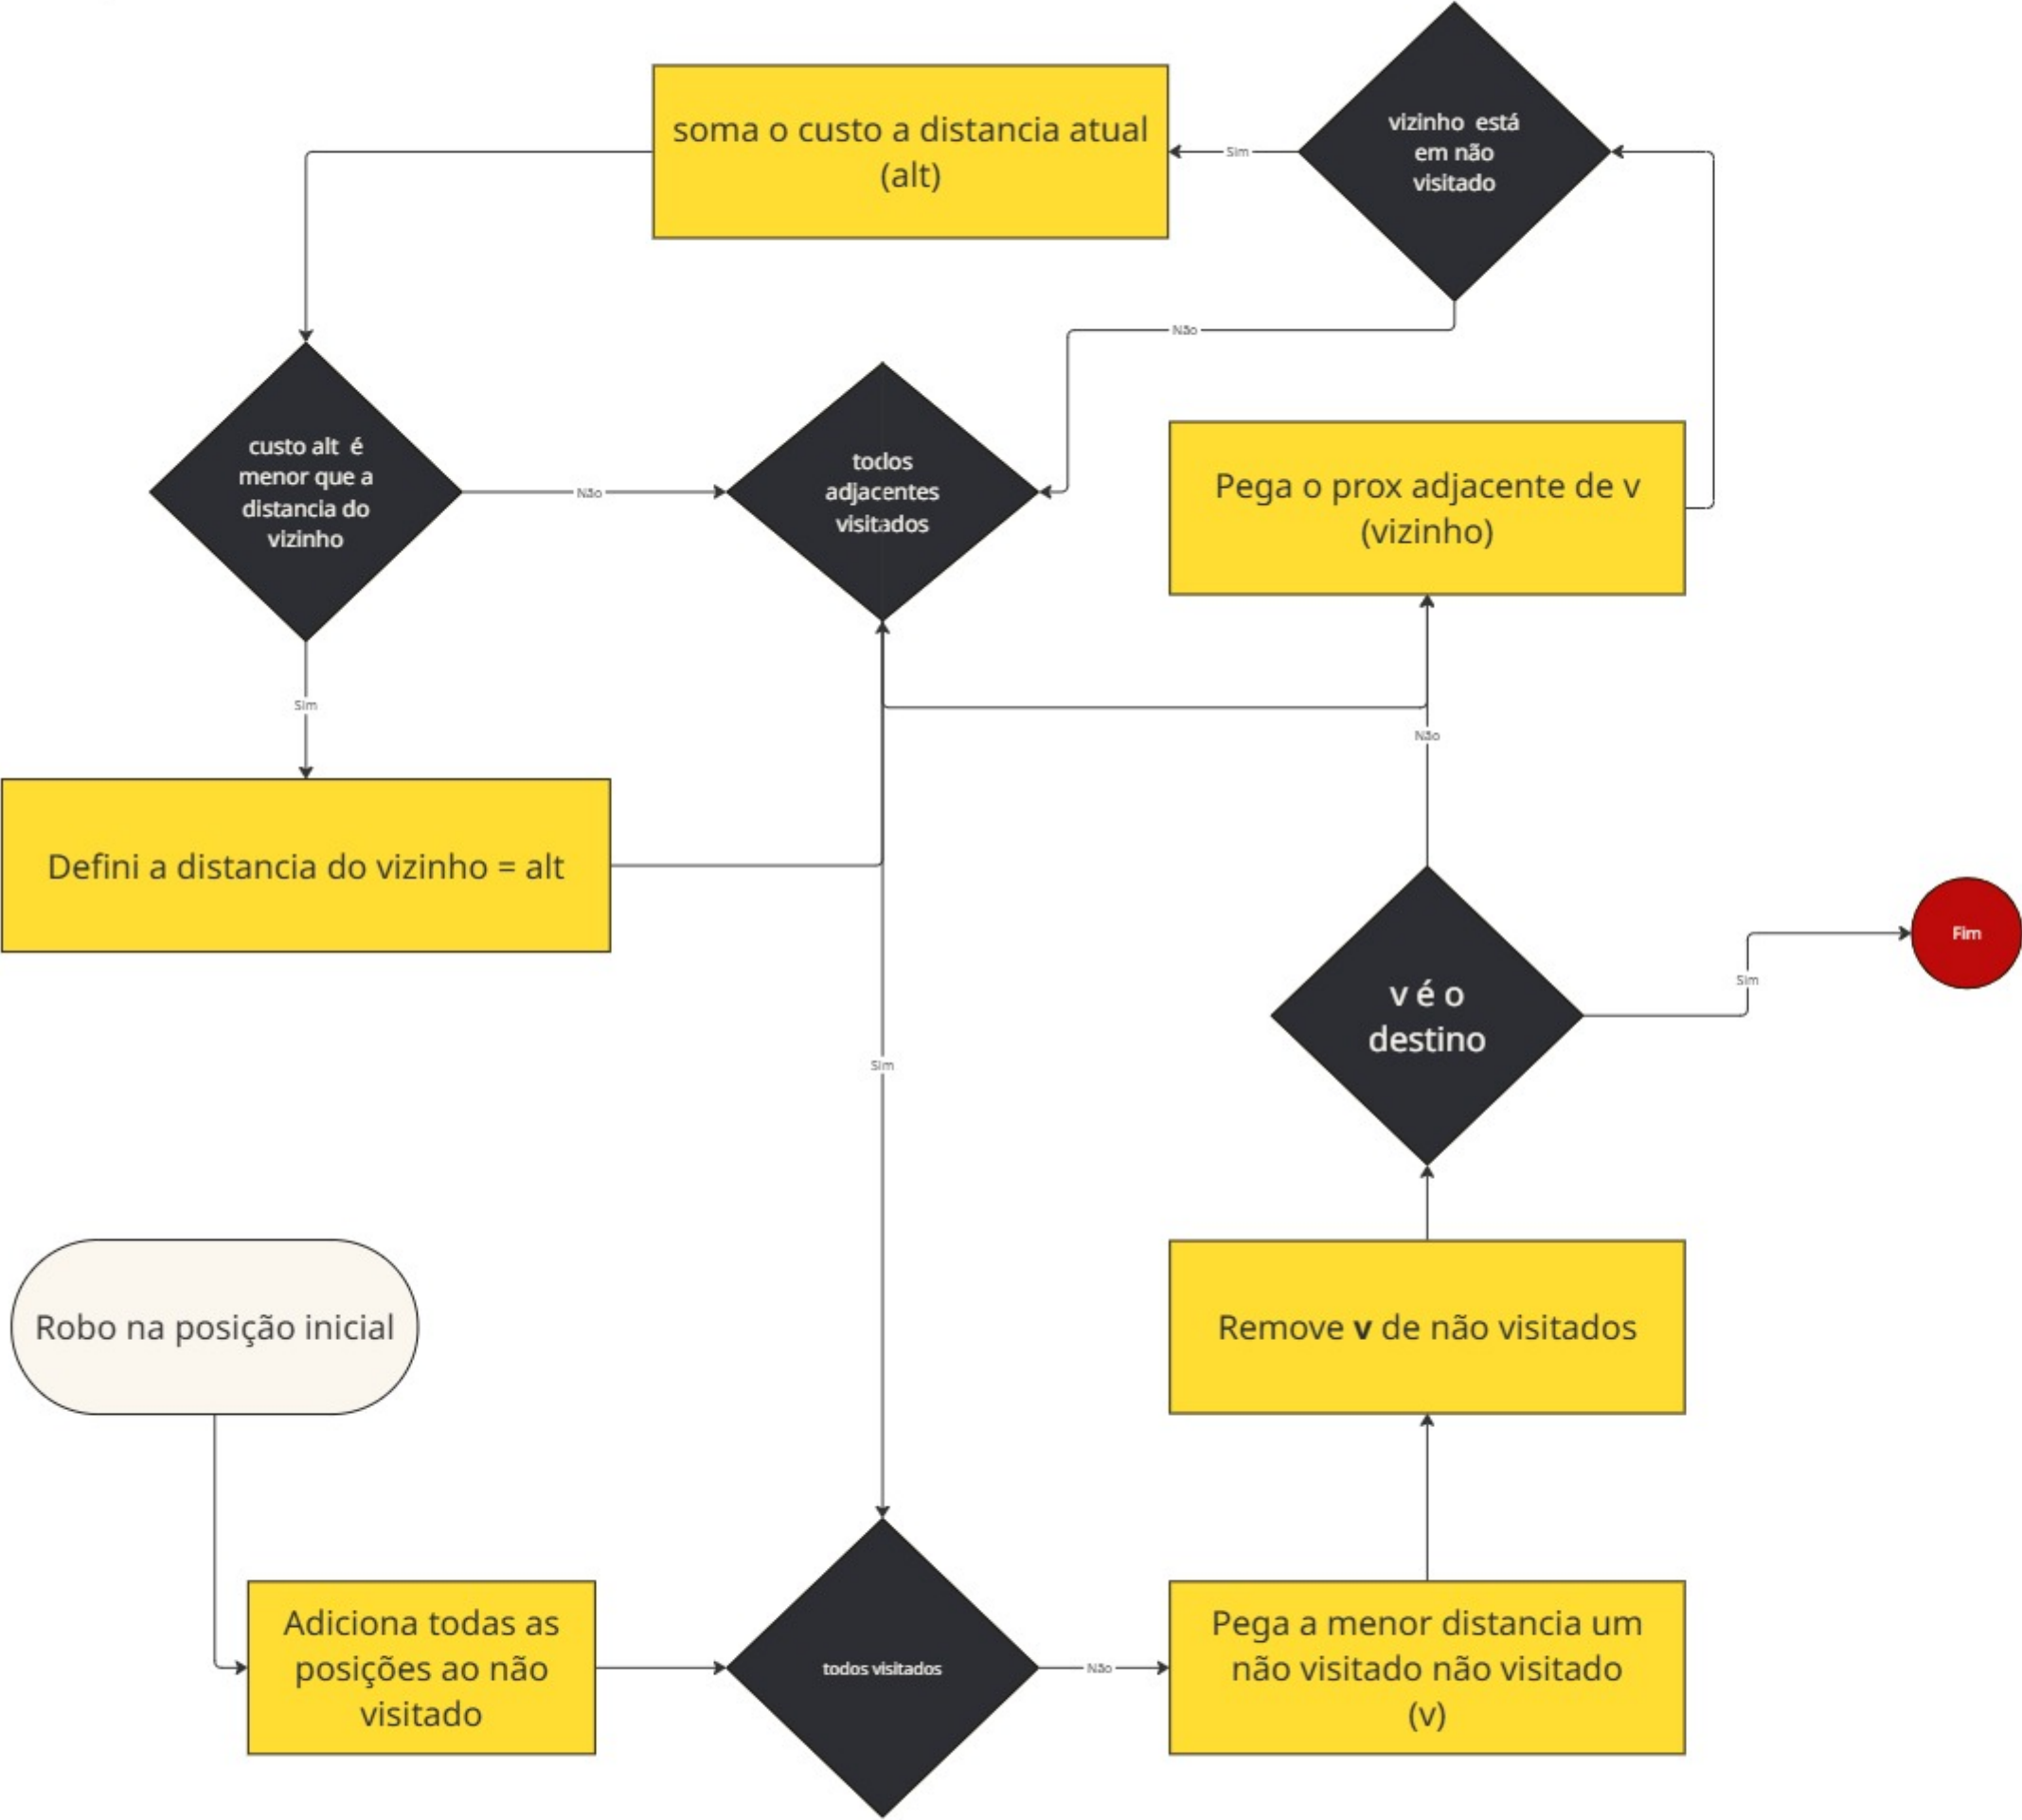 soma o custo a distancia atual
(alt)
vizinho está
em não
visitado
Sim
Não
custo alt é
menor que a
distancia do
vizinho
Não
todos
adjacentes
visitados
Pega o prox adjacente de v
(vizinho)
Sim
Não
Defini a distancia do vizinho = alt
Fim
Sim
v é o
destino
Sim
Robo na posição inicial
Remove v de não visitados
Adiciona todas as
posições ao não
visitado
todos visitados
Não
Pega a menor distancia um
não visitado não visitado
(v)